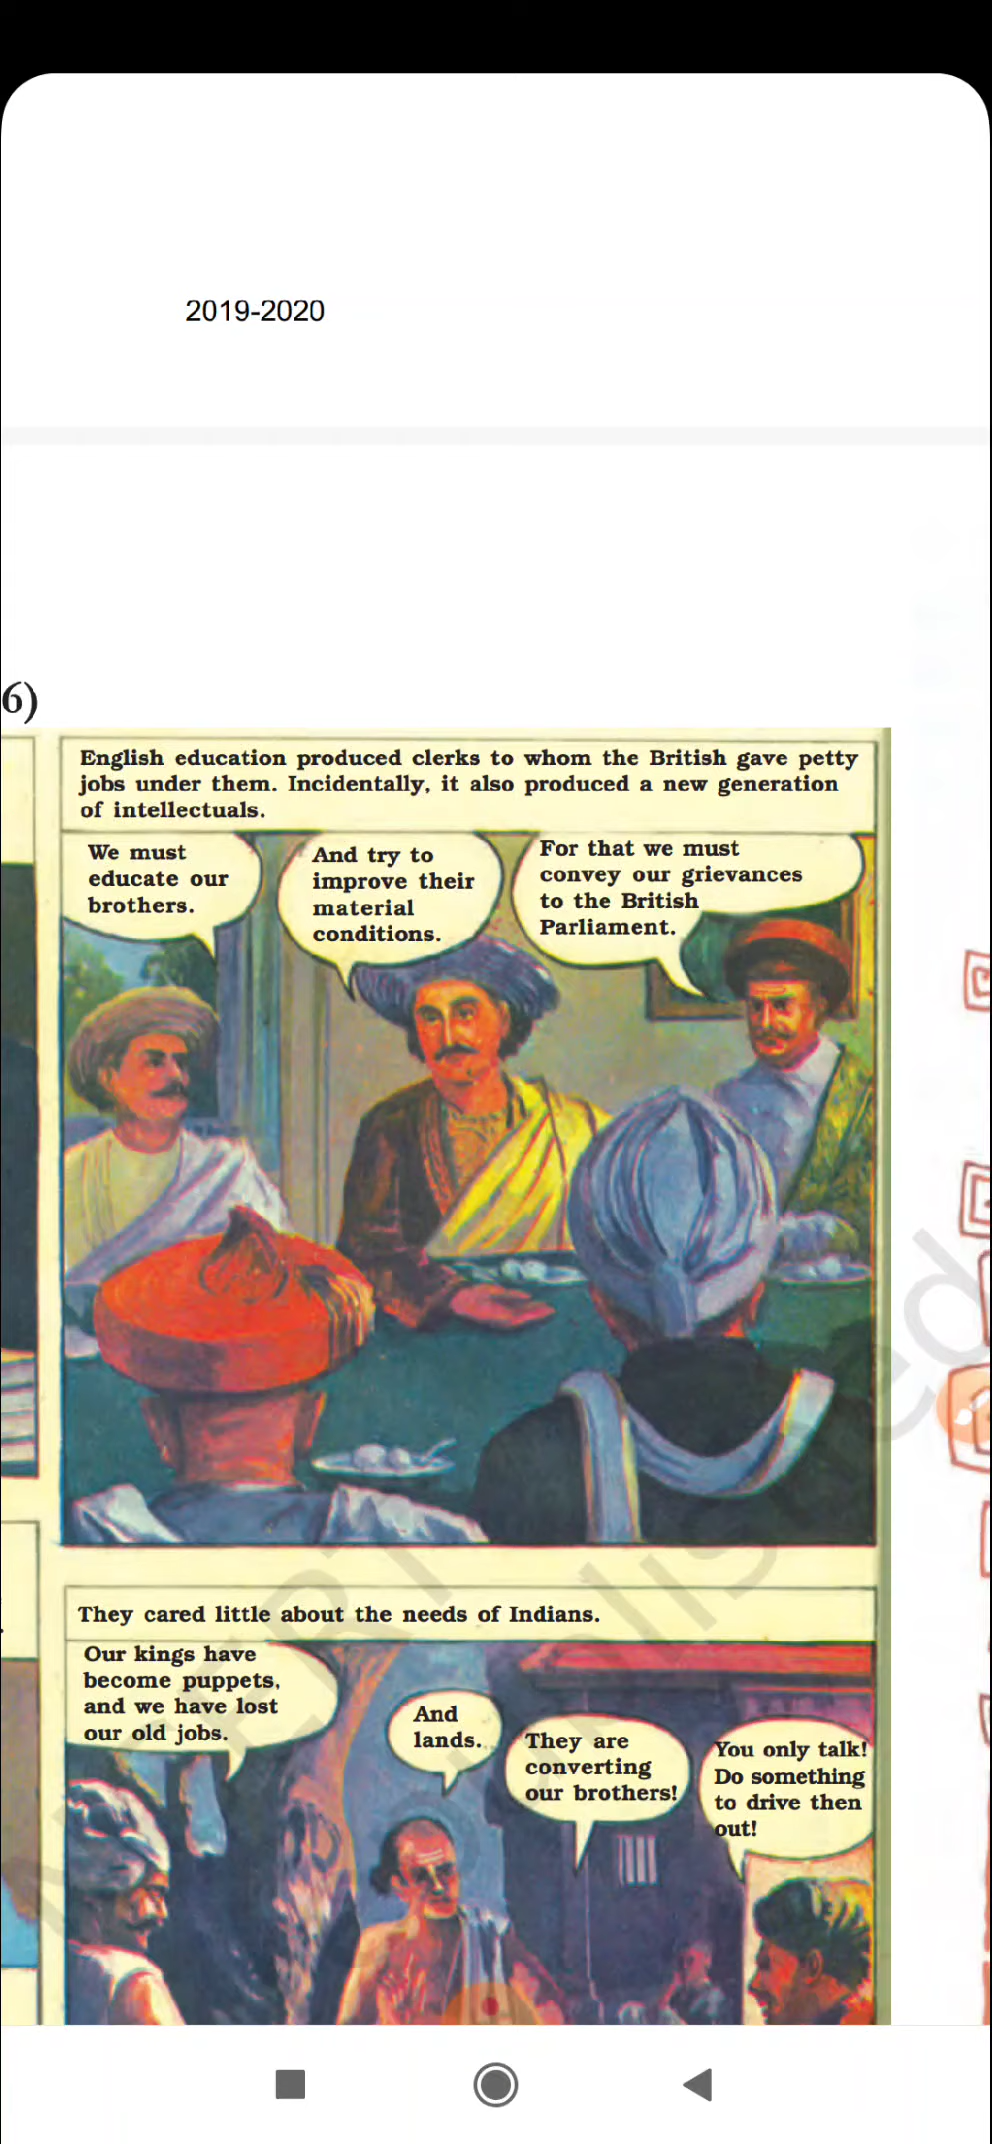 2019-2020
6)
English education produced clerks to whom the British gave petty
jobs under them. Incidentally, it also produced a new generation
of intellectuals.
We must
educate our
brothers.
And try to
improve their
material
conditions.
For that we must
convey our grievances
to the British
Parliament.
They cared little about the needs of Indians.
Our kings have
become puppets,
and we have lost
our old jobs.
And
lands.
They are
converting
our brothers!
You only talk!
Do something
to drive then
out!